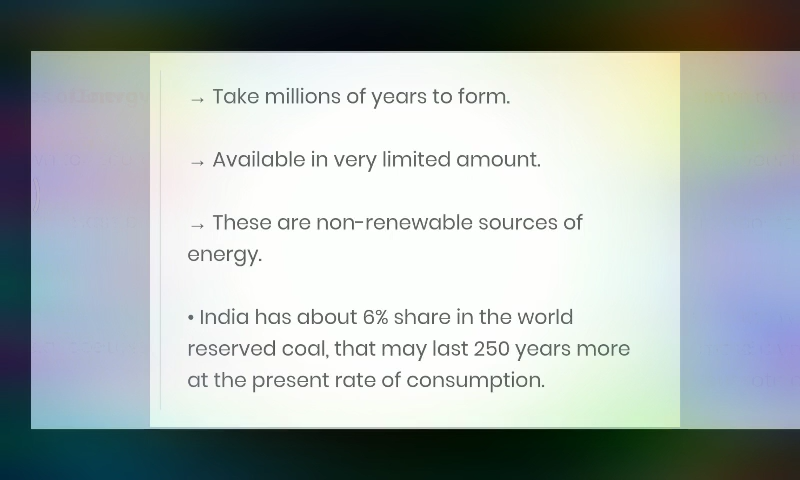 → Take millions of years to form.
→ Available in very limited amount.
→ These are non-renewable sources of
energy.
• India has about 6% share in the world
reserved coal, that may last 250 years more
at the present rate of consumption.